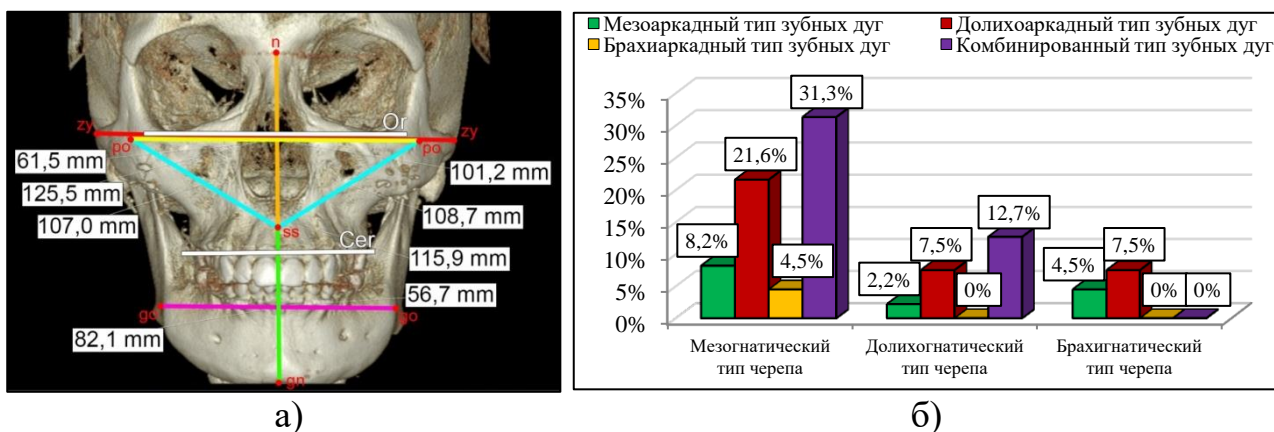 n
Or
zy
zy
po
po
61,5 mm
101,2 mm
125,5 mm
108,7 mm
107,0 mm
ss
Cer
115,9 mm
56,7 mm
go
go
82,1 mm
gn
а)
Мезоаркадный тип зубных дуг
Долихоаркадный тип зубных дуг
Брахиаркадный тип зубных дуг
Комбинированный тип зубных дуг
35%
30%
25%
20%
15%
10%
5%
0%
8,2%
21,6%
4,5%
31,3%
2,2%
7,5%
0%
12,7%
4,5%
7,5%
0%
0%
Мезогнатический
тип черепа
Долихогнатический
тип черепа
Брахигнатический
тип черепа
б)